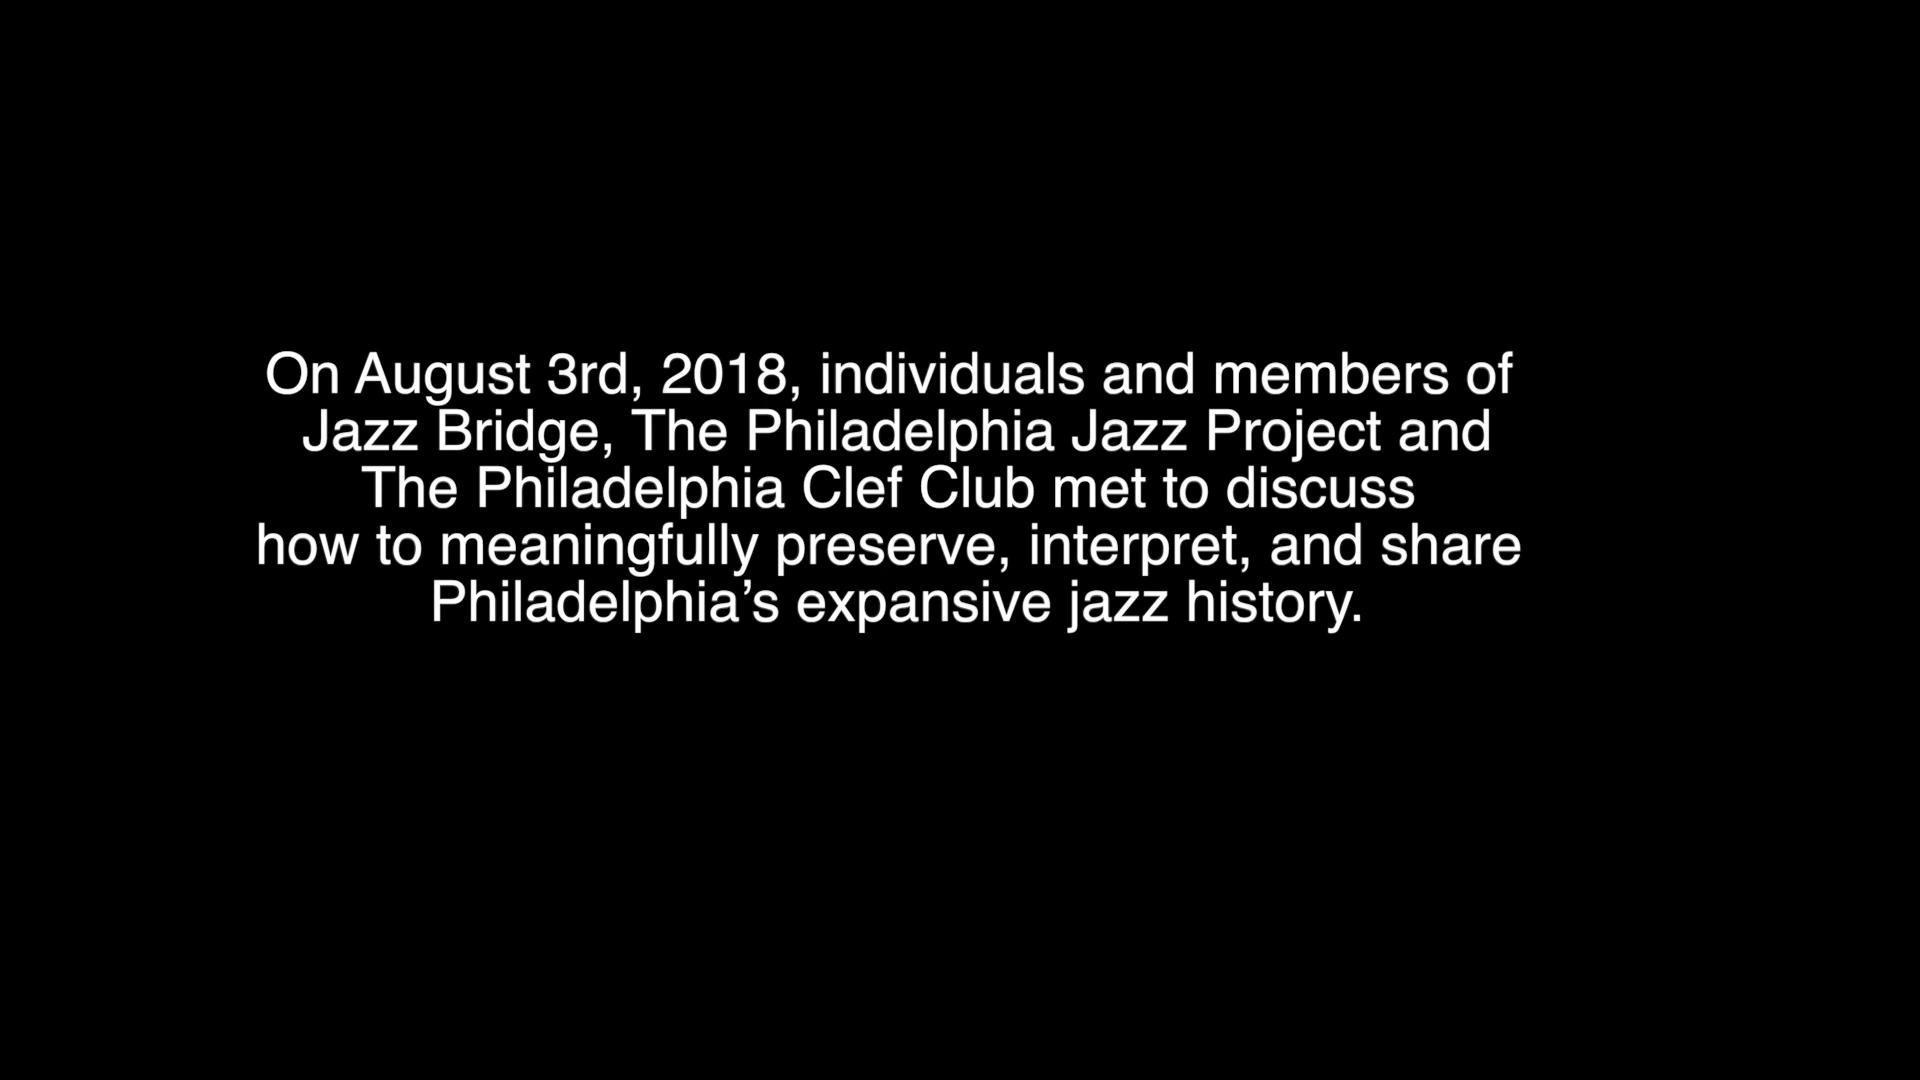 On August 3rd, 2018, individuals and members of
Jazz Bridge, The Philadelphia Jazz Project and
The Philadelphia Clef Club met to discuss
how to meaningfully preserve, interpret, and share
Philadelphia’s expansive jazz history.